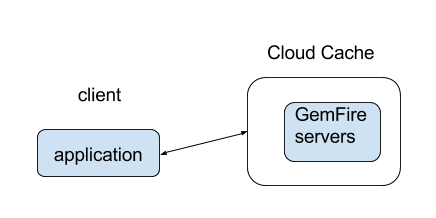 Cloud Cache
client
GemFire
servers
application